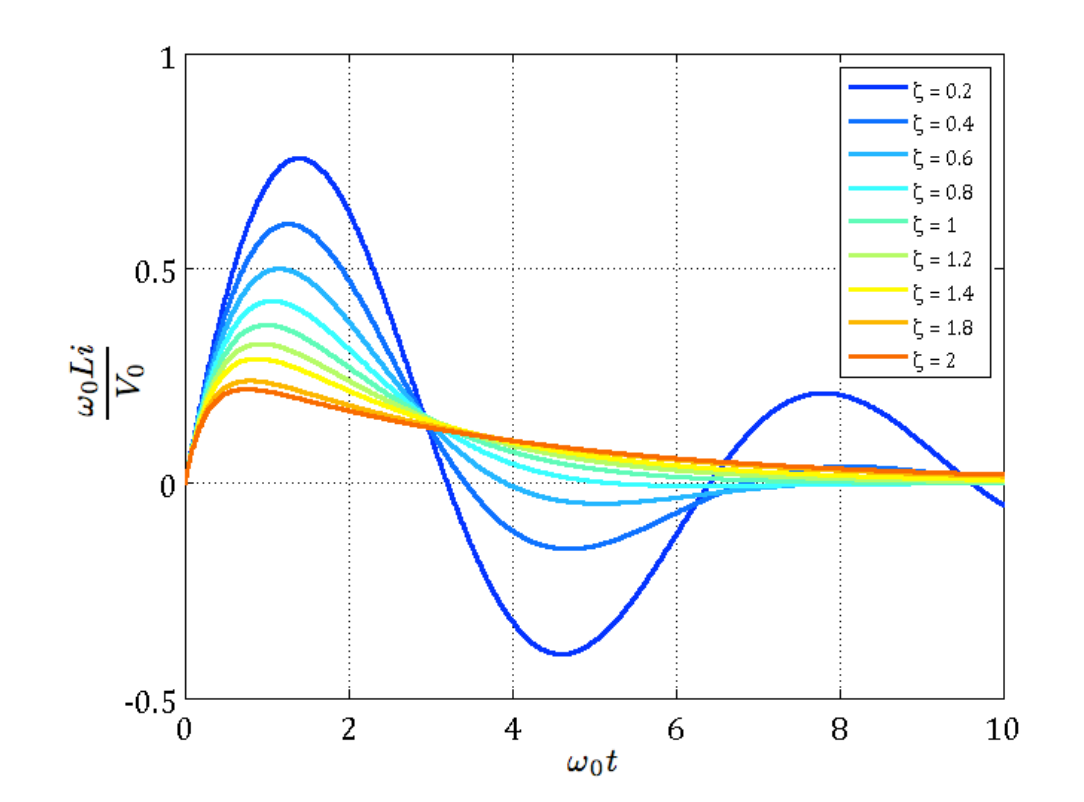 1
0.5
0
-0.5
ω₀Li
V₀
0 2 4 6 8 10
ω₀t
ζ = 0.2
ζ = 0.4
ζ = 0.6
ζ = 0.8
ζ = 1
ζ = 1.2
ζ = 1.4
ζ = 1.8
ζ = 2